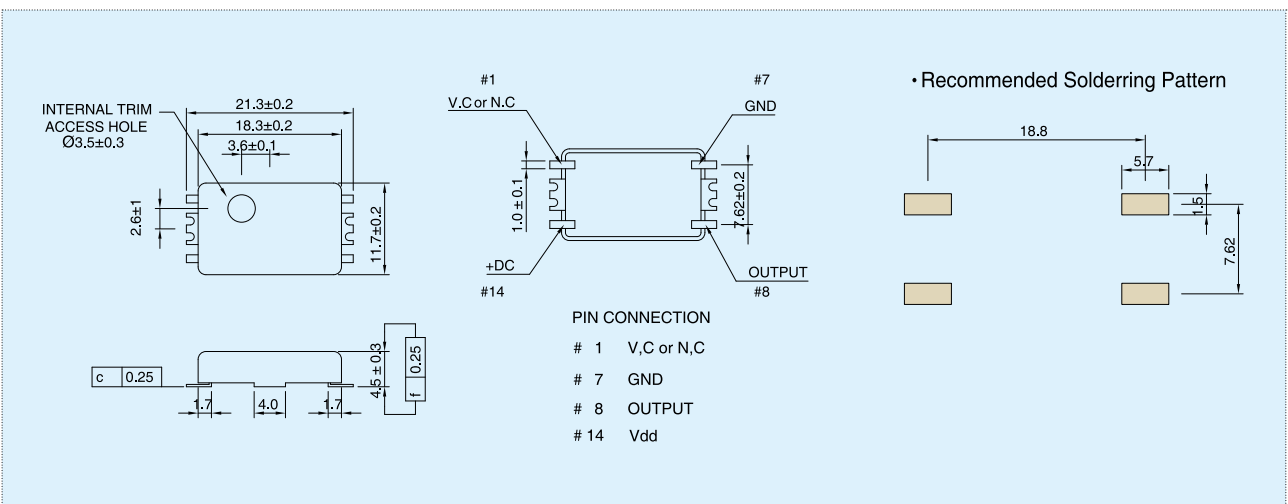 INTERNAL TRIM
ACCESS HOLE
Ø3.5±0.3
21.3±0.2
18.3±0.2
3.6±0.1
2.6±1
11.7±0.2
c 0.25
1.7
4.0
1.7
4.5 ± 0.3
f 0.25
#1
V.C or N.C
#7
GND
1.0 ± 0.1
7.62±0.2
+DC
#14
OUTPUT
#8
PIN CONNECTION
# 1 V,C or N,C
# 7 GND
# 8 OUTPUT
# 14 Vdd
• Recommended Solderring Pattern
18.8
5.7
1.5
7.62